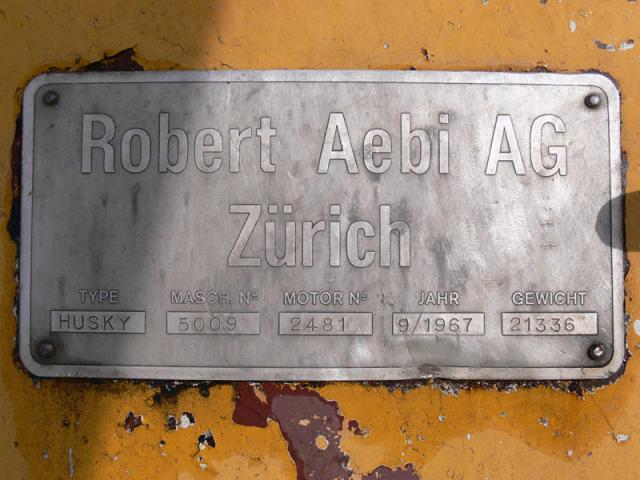 Robert Aebi AG
Zürich
TYPE MASCH. Nº MOTOR Nº JAHR GEWICHT
HUSKY 5009 2481 9/1967 21336